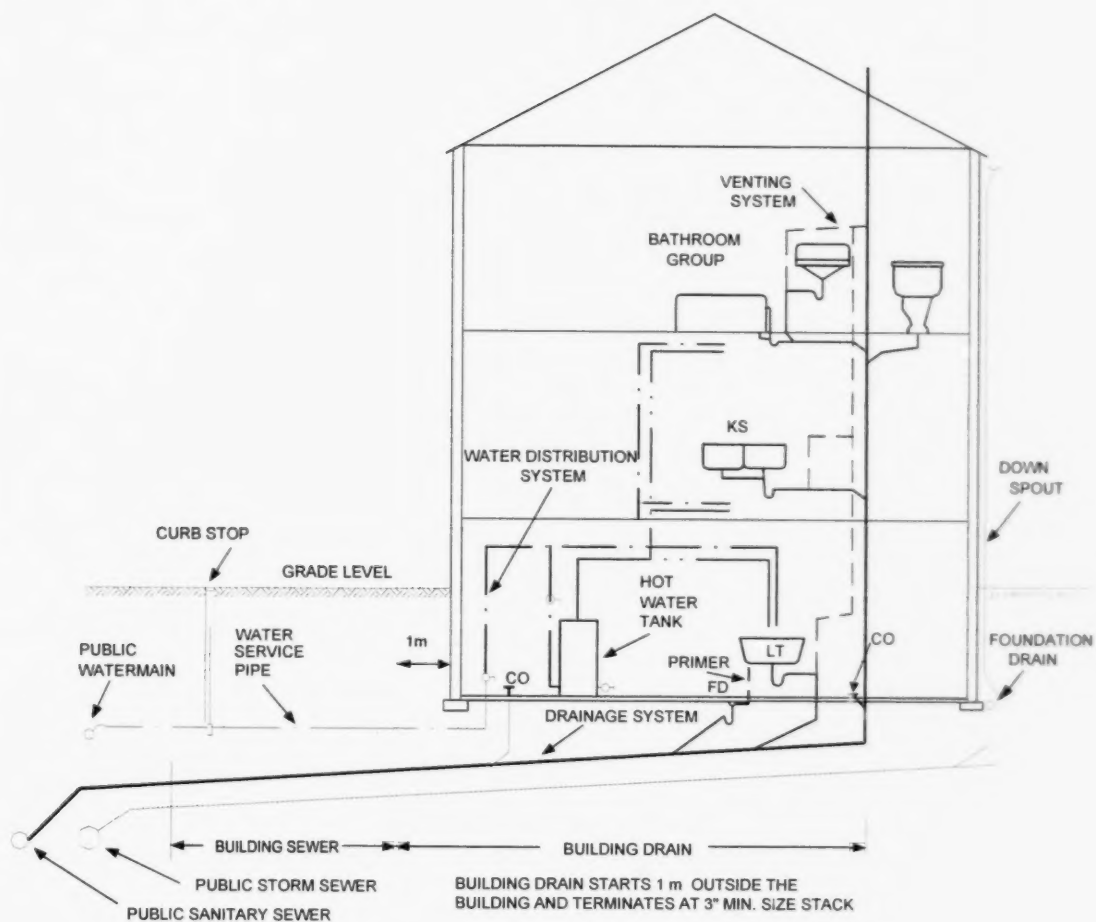 VENTING
SYSTEM
BATHROOM
GROUP
KS
WATER DISTRIBUTION
SYSTEM
DOWN
SPOUT
CURB STOP
GRADE LEVEL
HOT
WATER
TANK
PUBLIC
WATERMAIN
WATER
SERVICE
PIPE
1m
LT
CO
FOUNDATION
DRAIN
PRIMER
CO
FD
DRAINAGE SYSTEM
BUILDING SEWER
BUILDING DRAIN
PUBLIC STORM SEWER
PUBLIC SANITARY SEWER
BUILDING DRAIN STARTS 1 m OUTSIDE THE
BUILDING AND TERMINATES AT 3" MIN. SIZE STACK